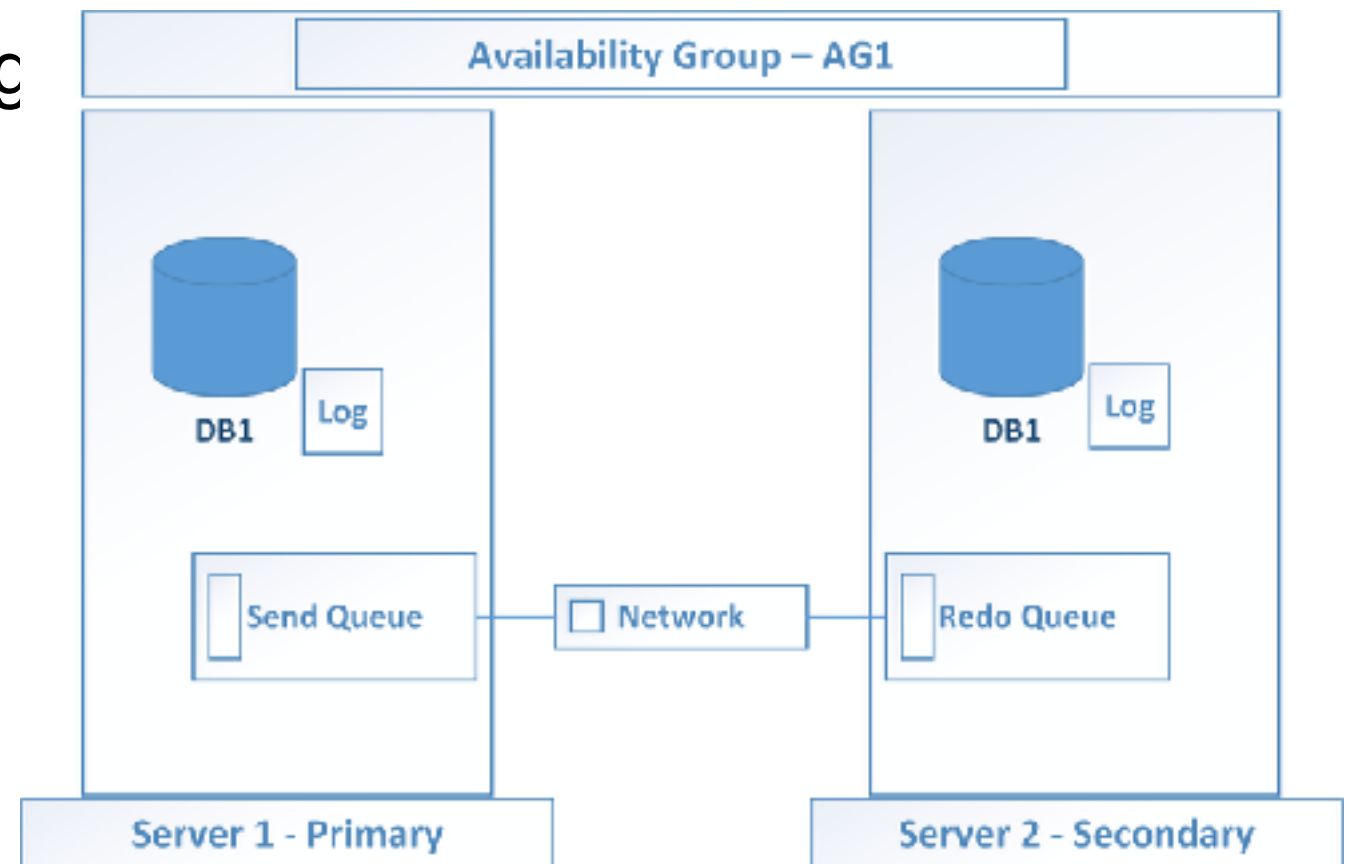 Availability Group – AG1
DB1
Log
DB1
Log
Send Queue
Network
Redo Queue
Server 1 - Primary
Server 2 - Secondary